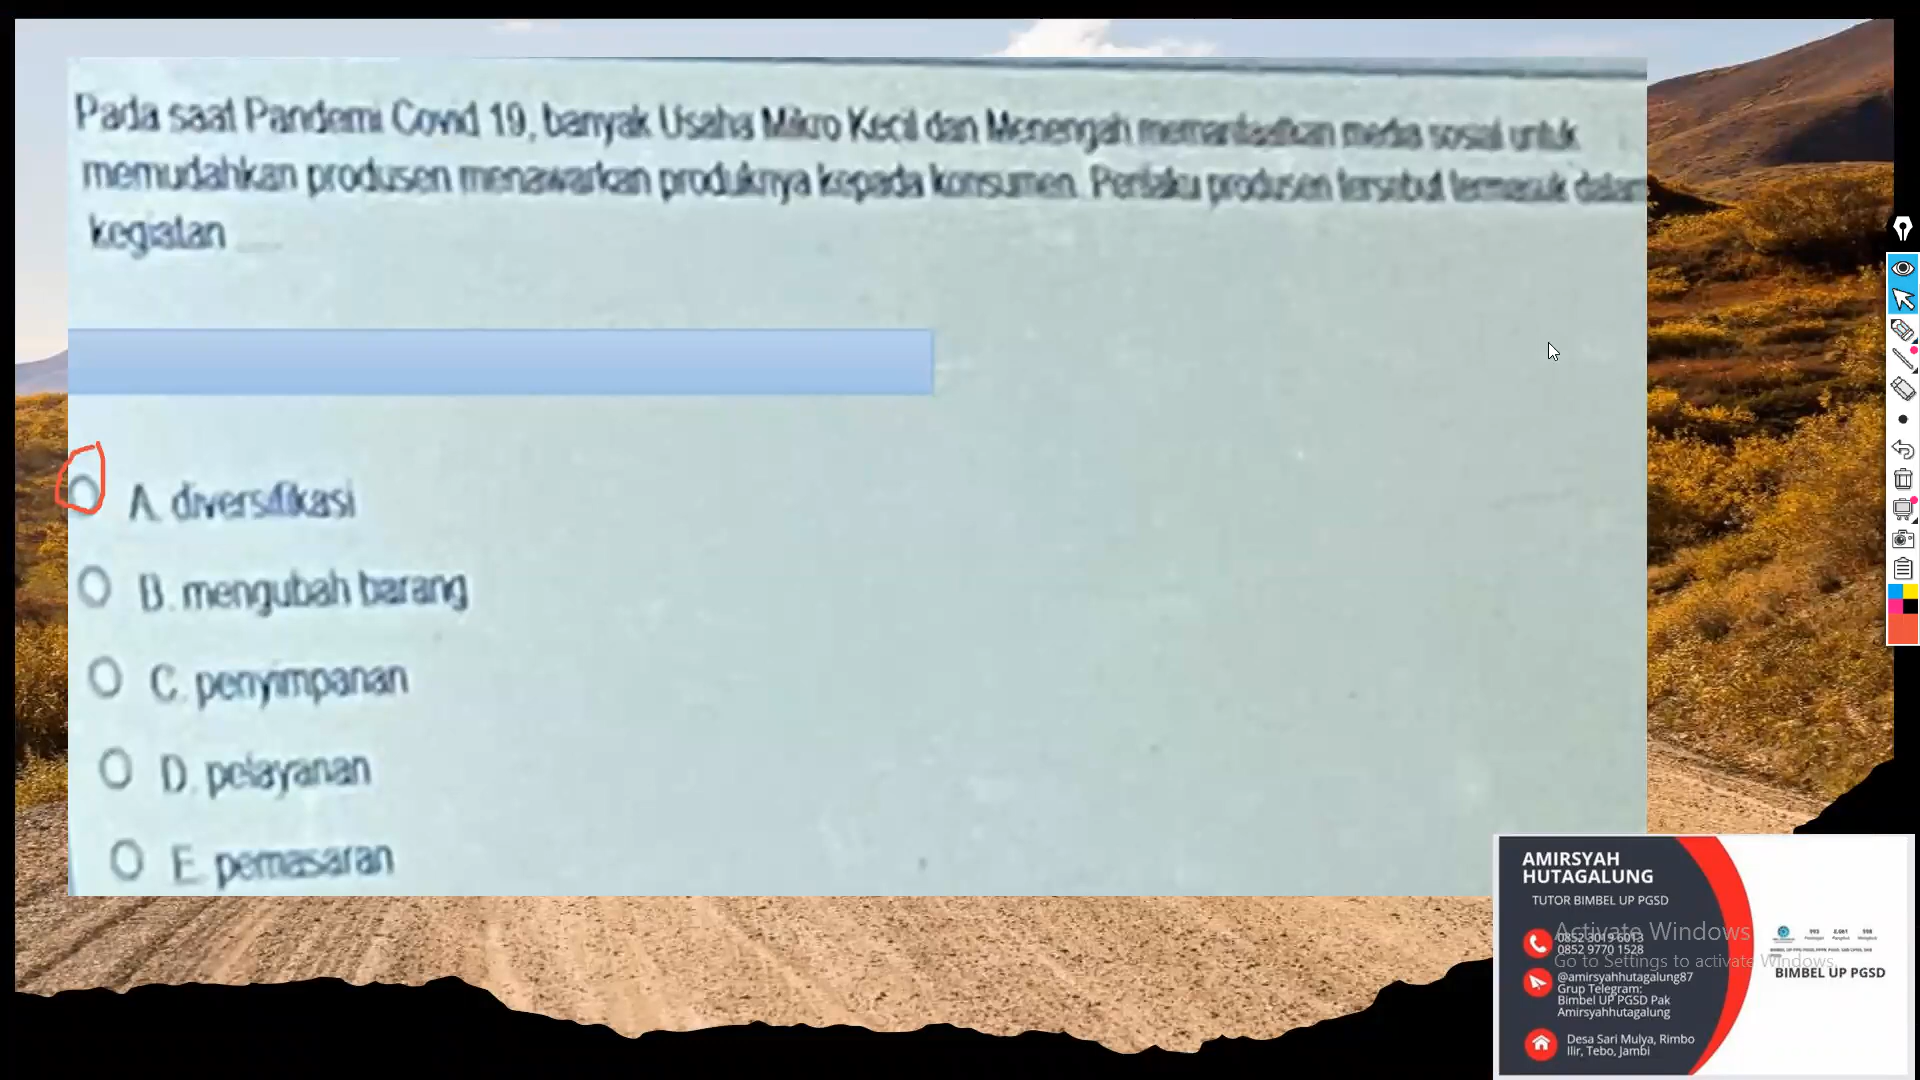 Pada saat Pandemi Covid 19, banyak Usaha Mikro Kecil dan Menengah memanfaatkan media sosial untuk
memudahkan produsen menawarkan produknya kepada konsumen. Perilaku produsen tersebut termasuk dalam
kegiatan
A. diversifikasi
B. mengubah barang
C. penyimpanan
D. pelayanan
E. pemasaran
AMIRSYAH
HUTAGALUNG
TUTOR BIMBEL UP PGSD
0852 3019 6013
0852 9770 1528
@amirsyahhutagalung87
Grup Telegram:
Bimbel UP PGSD Pak
Amirsyahhutagalung
Desa Sari Mulya, Rimbo
Ilir, Tebo, Jambi
BIMBEL UP PGSD
Activate Windows
Go to Settings to activate Windows.